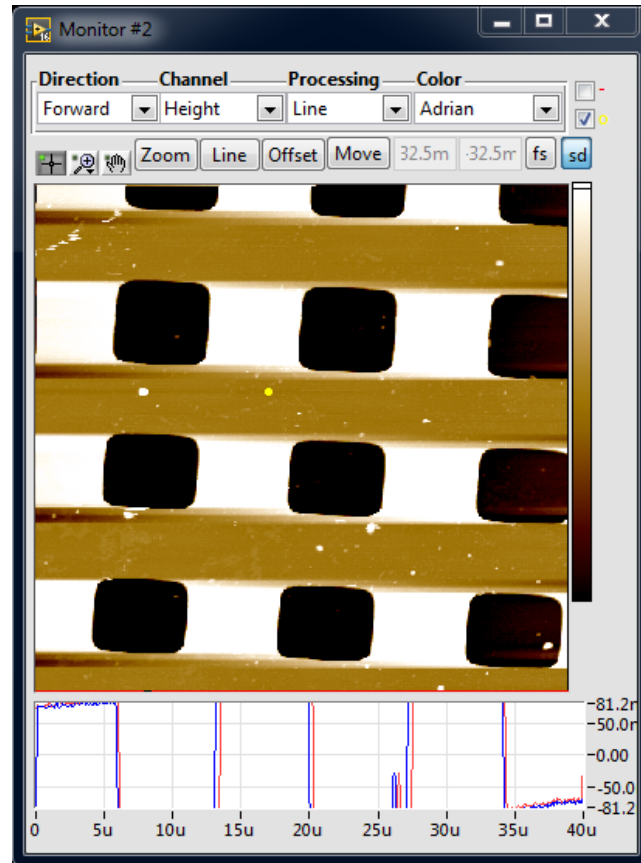 Monitor #2
Direction Channel Processing Color
Forward Height Line Adrian -
o
Zoom Line Offset Move 32.5m -32.5m fs sd
81.2n
50.0n
0.00
-50.0
-81.2
0 5u 10u 15u 20u 25u 30u 35u 40u